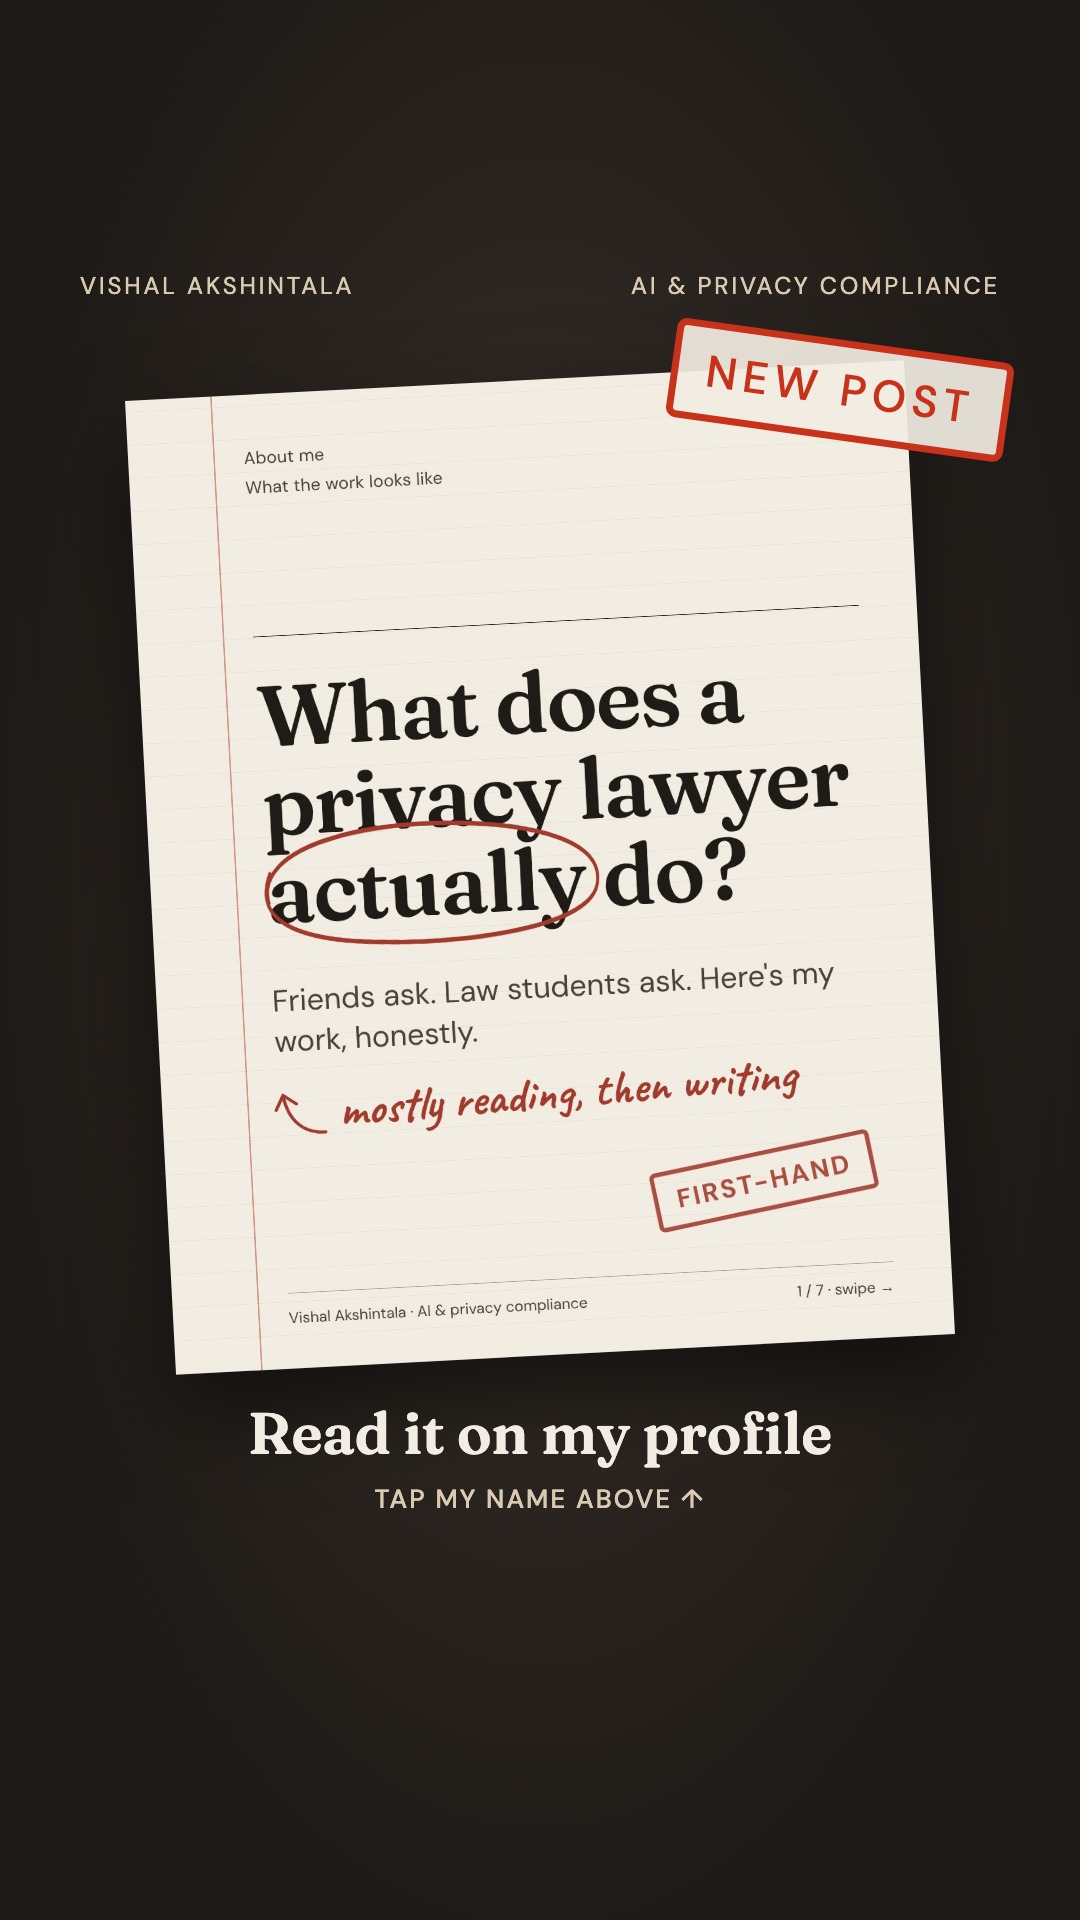 VISHAL AKSHINTALA
AI & PRIVACY COMPLIANCE
NEW POST
About me
What the work looks like
What does a
privacy lawyer
actually do?
Friends ask. Law students ask. Here's my
work, honestly.
mostly reading, then writing
FIRST-HAND
Vishal Akshintala · AI & privacy compliance
1 / 7 · swipe →
Read it on my profile
TAP MY NAME ABOVE ↑